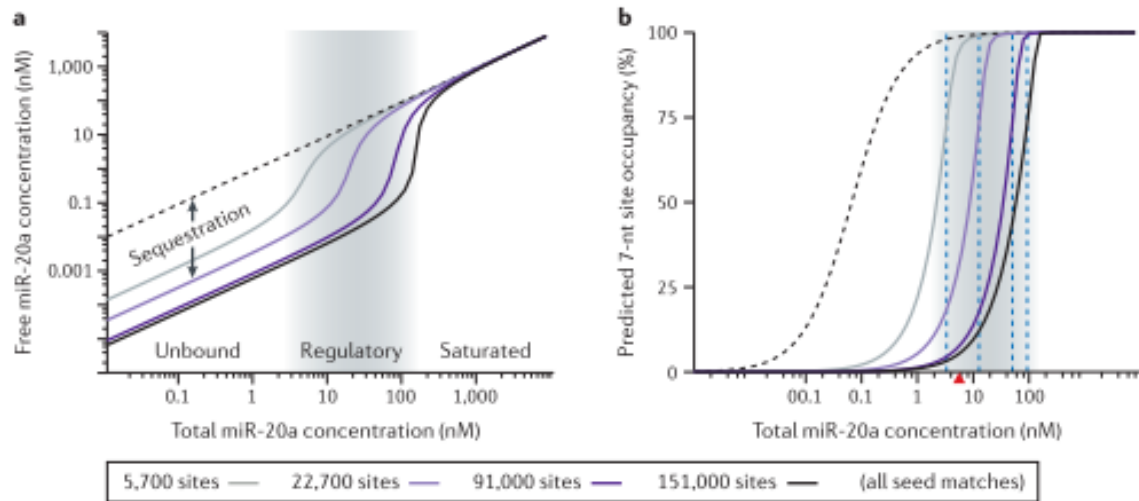 a
Free miR-20a concentration (nM)
1,000
10
0.1
0.001
Sequestration
Unbound Regulatory Saturated
0.1 1 10 100 1,000
Total miR-20a concentration (nM)
b
Predicted 7-nt site occupancy (%)
100
75
50
25
0
00.1 0.1 1 10 100
Total miR-20a concentration (nM)
5,700 sites 22,700 sites 91,000 sites 151,000 sites (all seed matches)